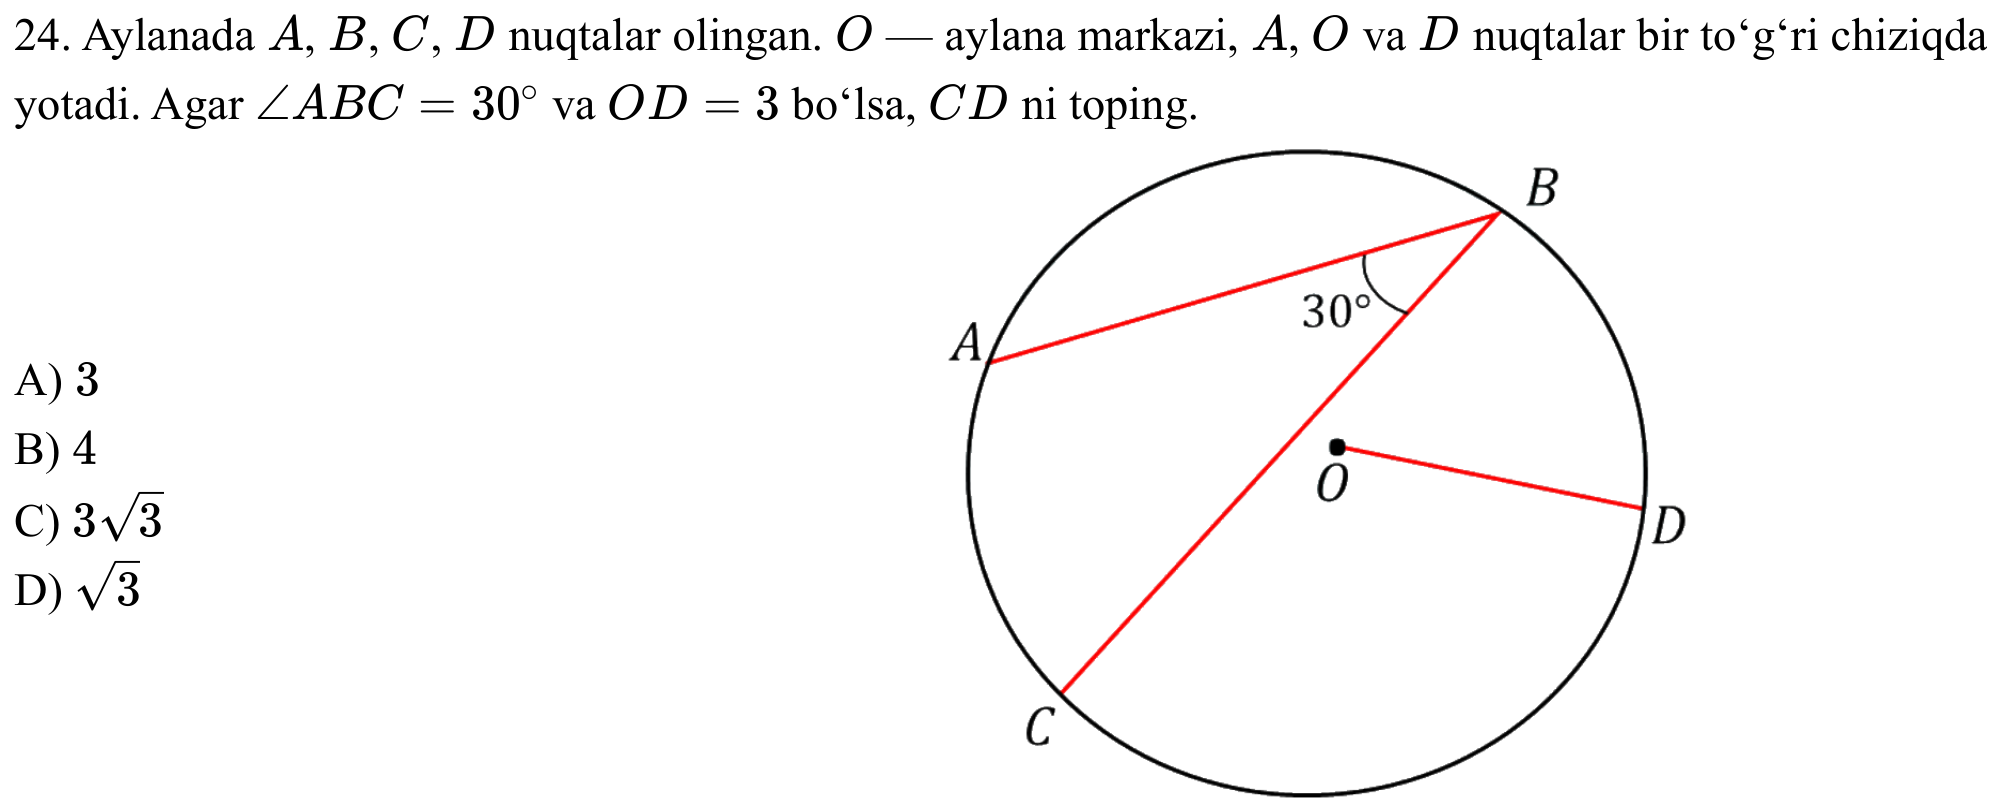 24. Aylanada A, B, C, D nuqtalar olingan. O — aylana markazi, A, O va D nuqtalar bir to‘g‘ri chiziqda
yotadi. Agar ∠ABC = 30° va OD = 3 bo‘lsa, CD ni toping.
B
30°
A
A) 3
B) 4
O
C) 3√3
D
D) √3
C